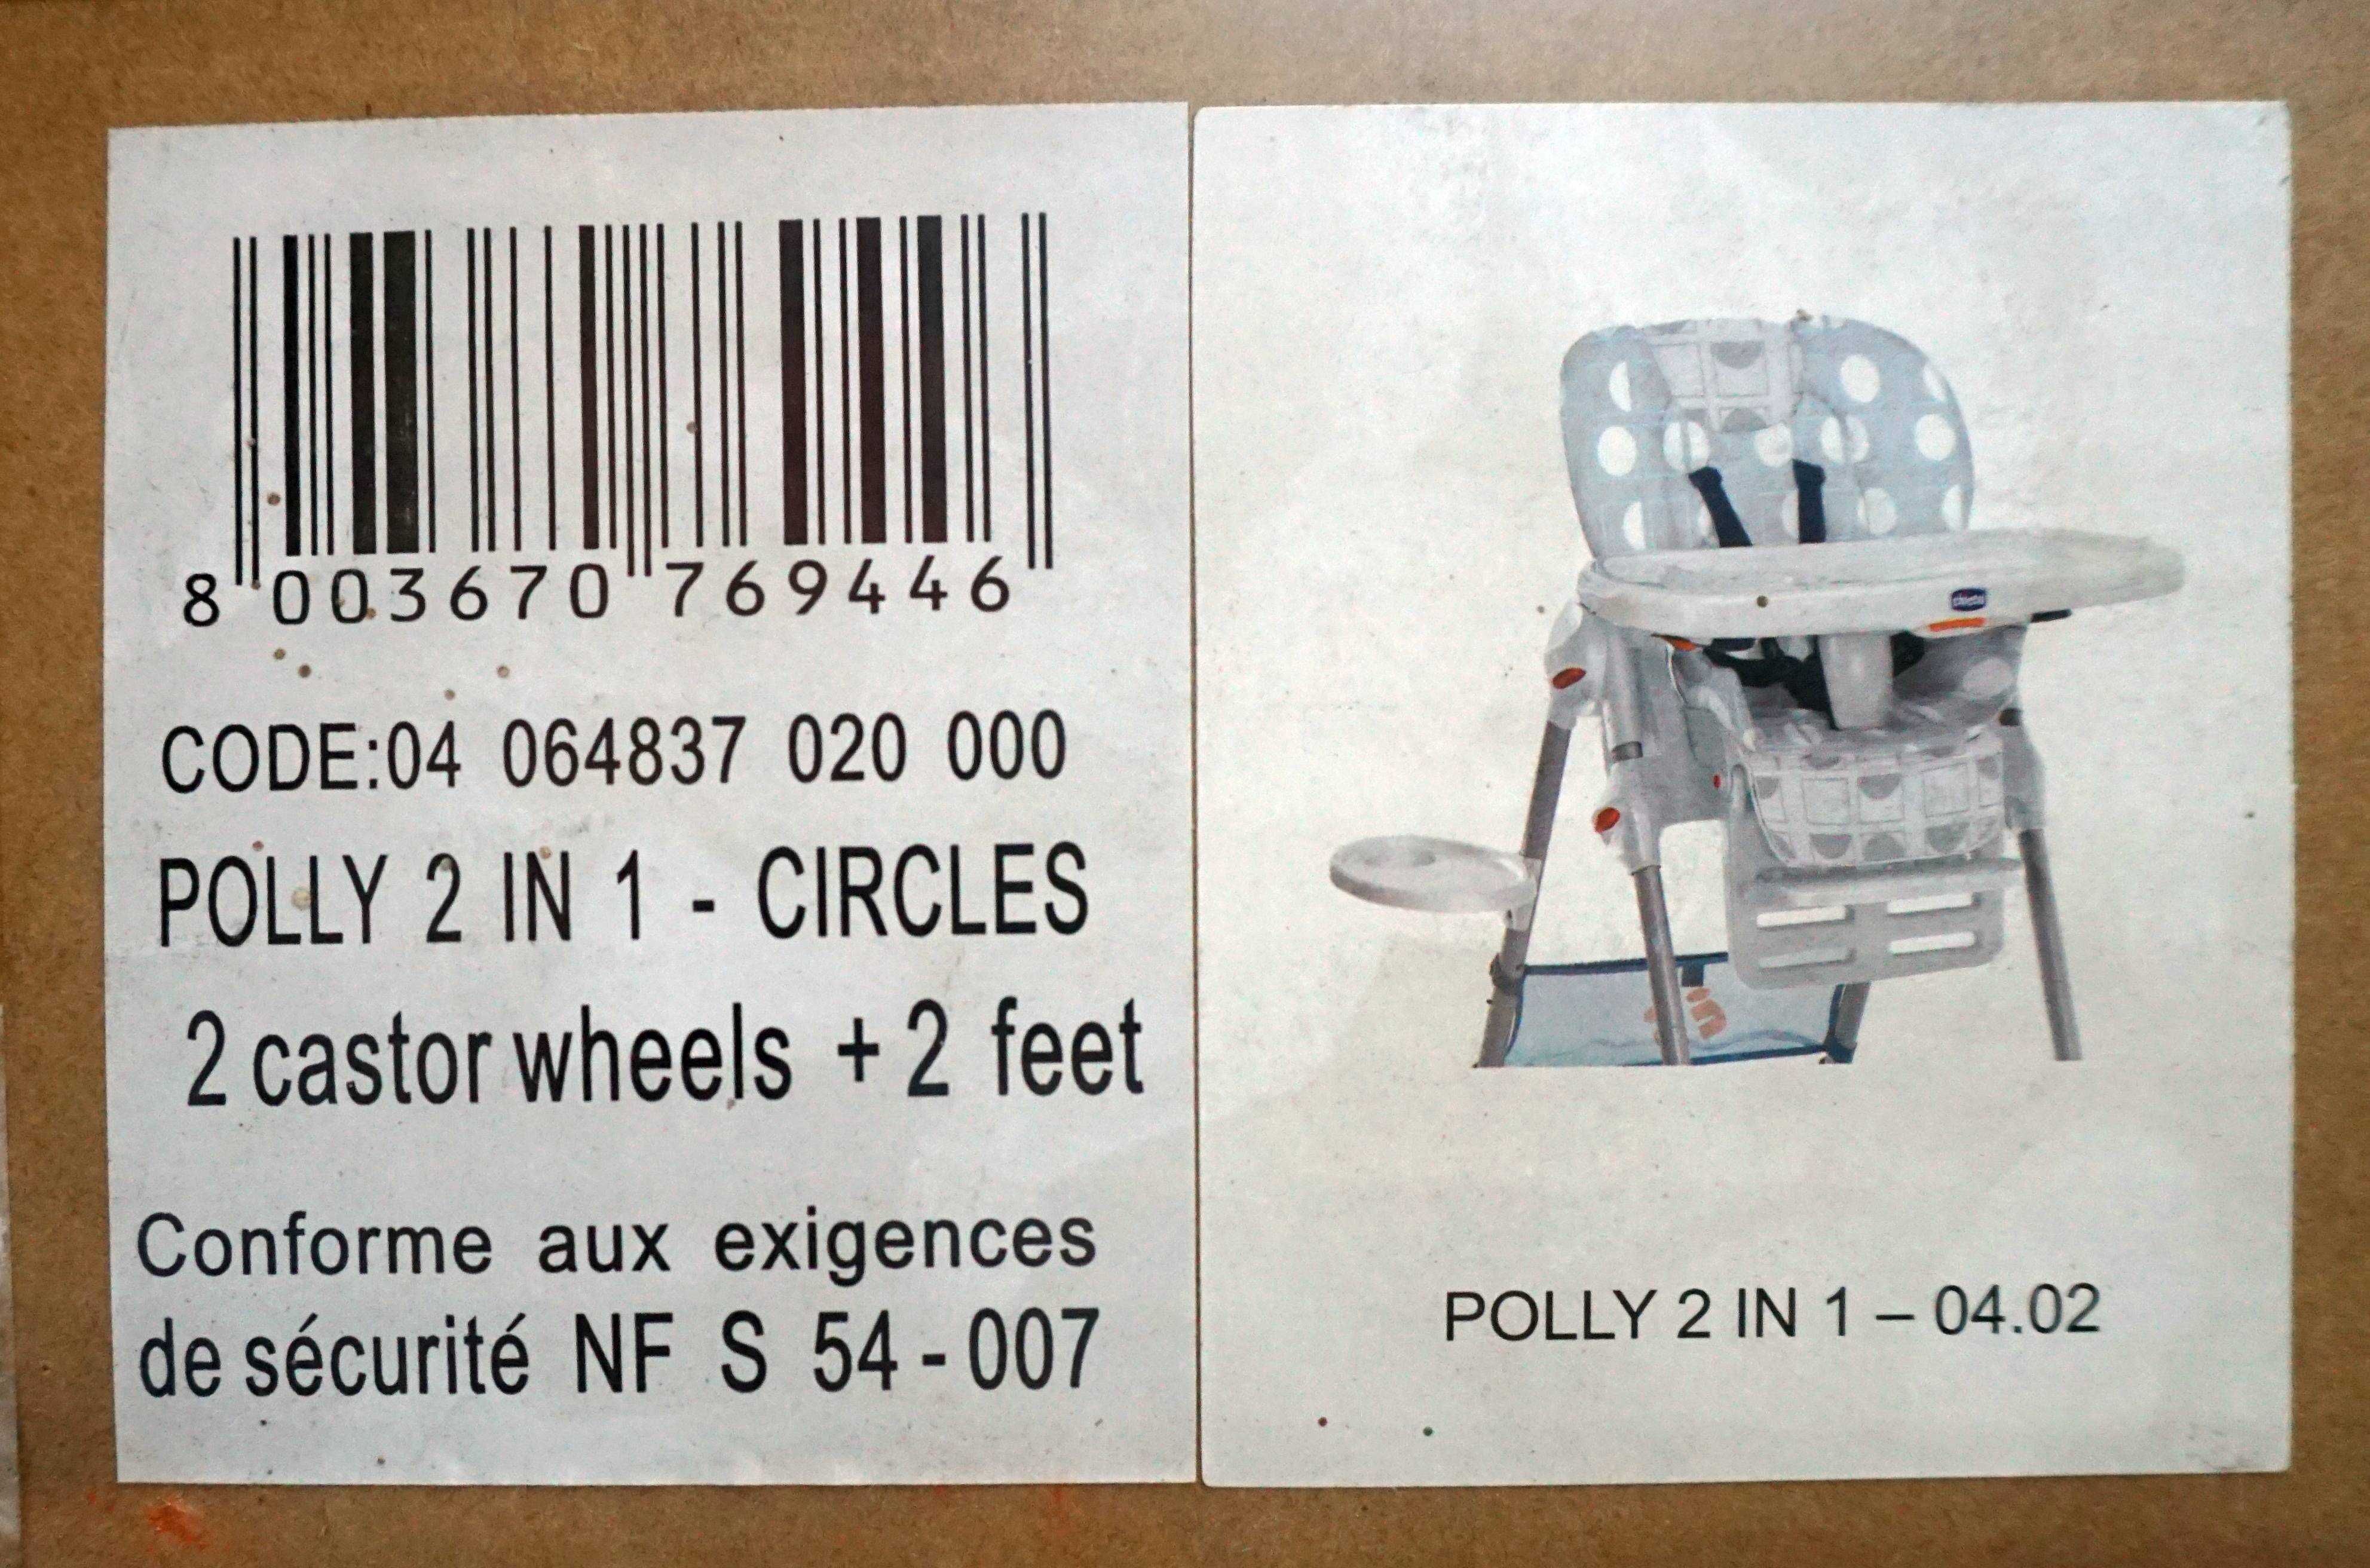 8 003670 769446
CODE:04 064837 020 000
POLLY 2 IN 1 - CIRCLES
2 castor wheels + 2 feet
Conforme aux exigences
de sécurité NF S 54 - 007
chicco
POLLY 2 IN 1 – 04.02